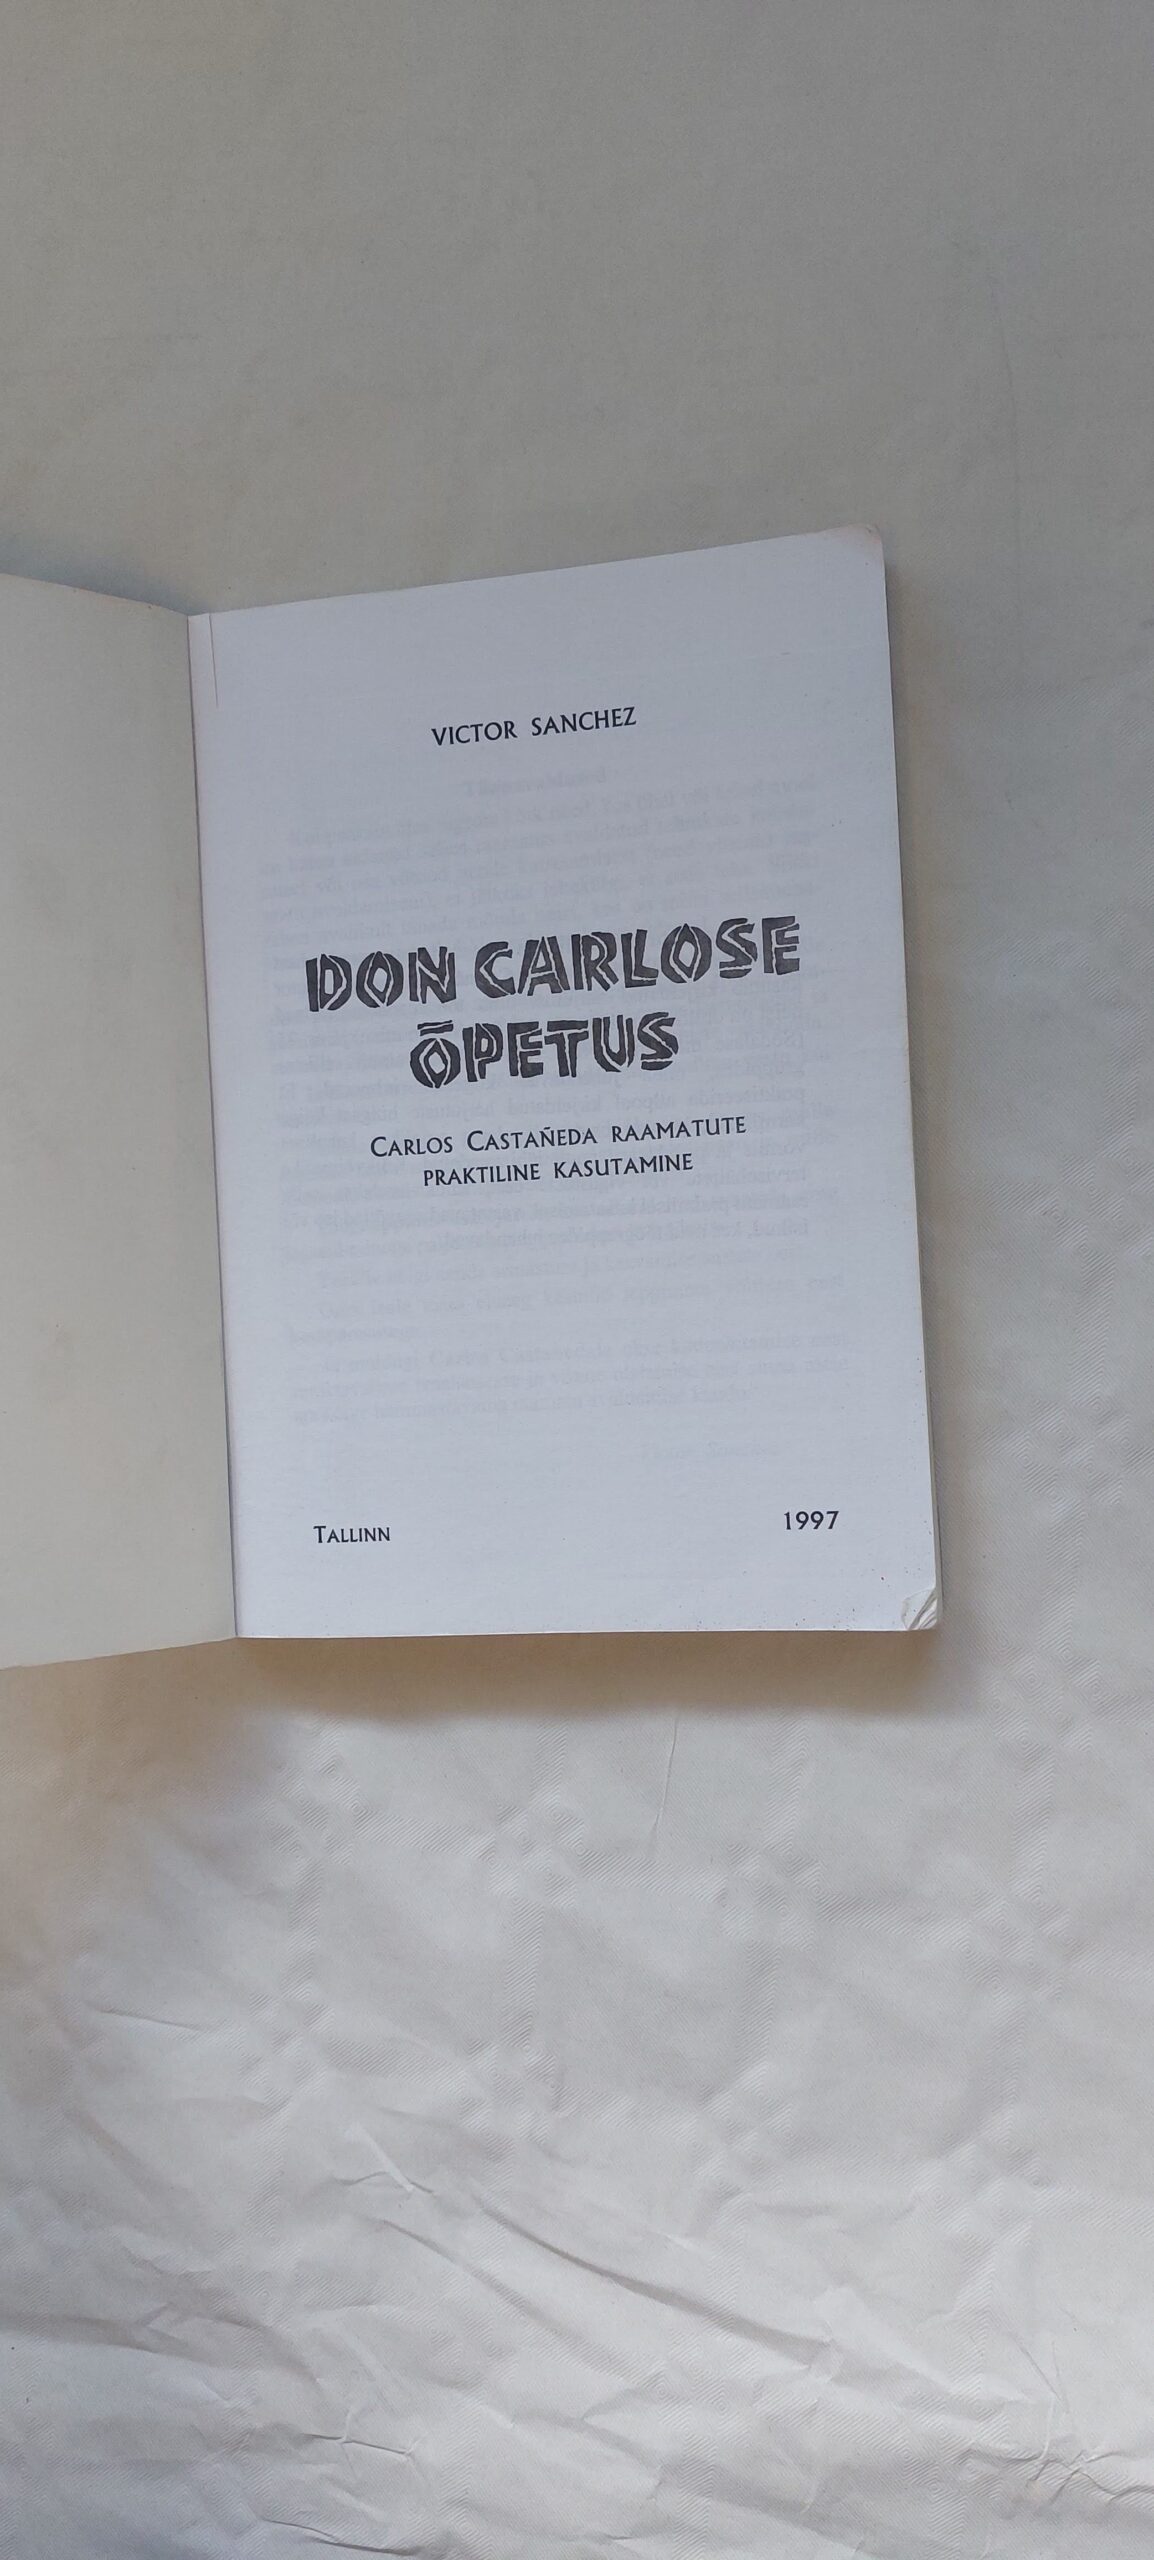 VICTOR SANCHEZ
DON CARLOSE
ÕPETUS
CARLOS CASTAÑEDA RAAMATUTE
PRAKTILINE KASUTAMINE
TALLINN 1997